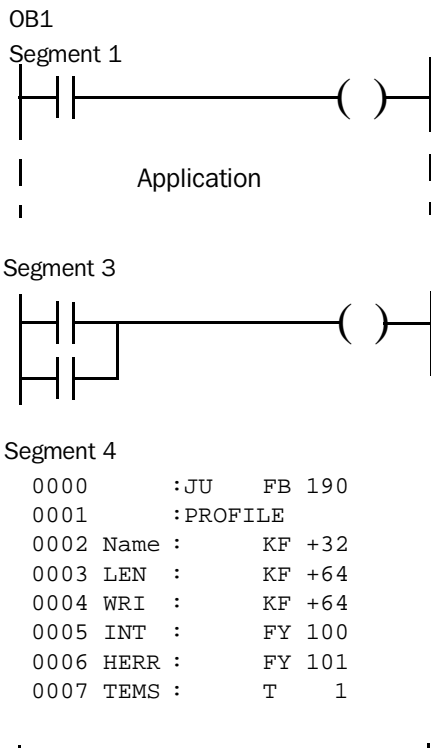 OB1
Segment 1
Application
Segment 3
Segment 4
0000 :JU FB 190
0001 :PROFILE
0002 Name : KF +32
0003 LEN : KF +64
0004 WRI : KF +64
0005 INT : FY 100
0006 HERR : FY 101
0007 TEMS : T 1